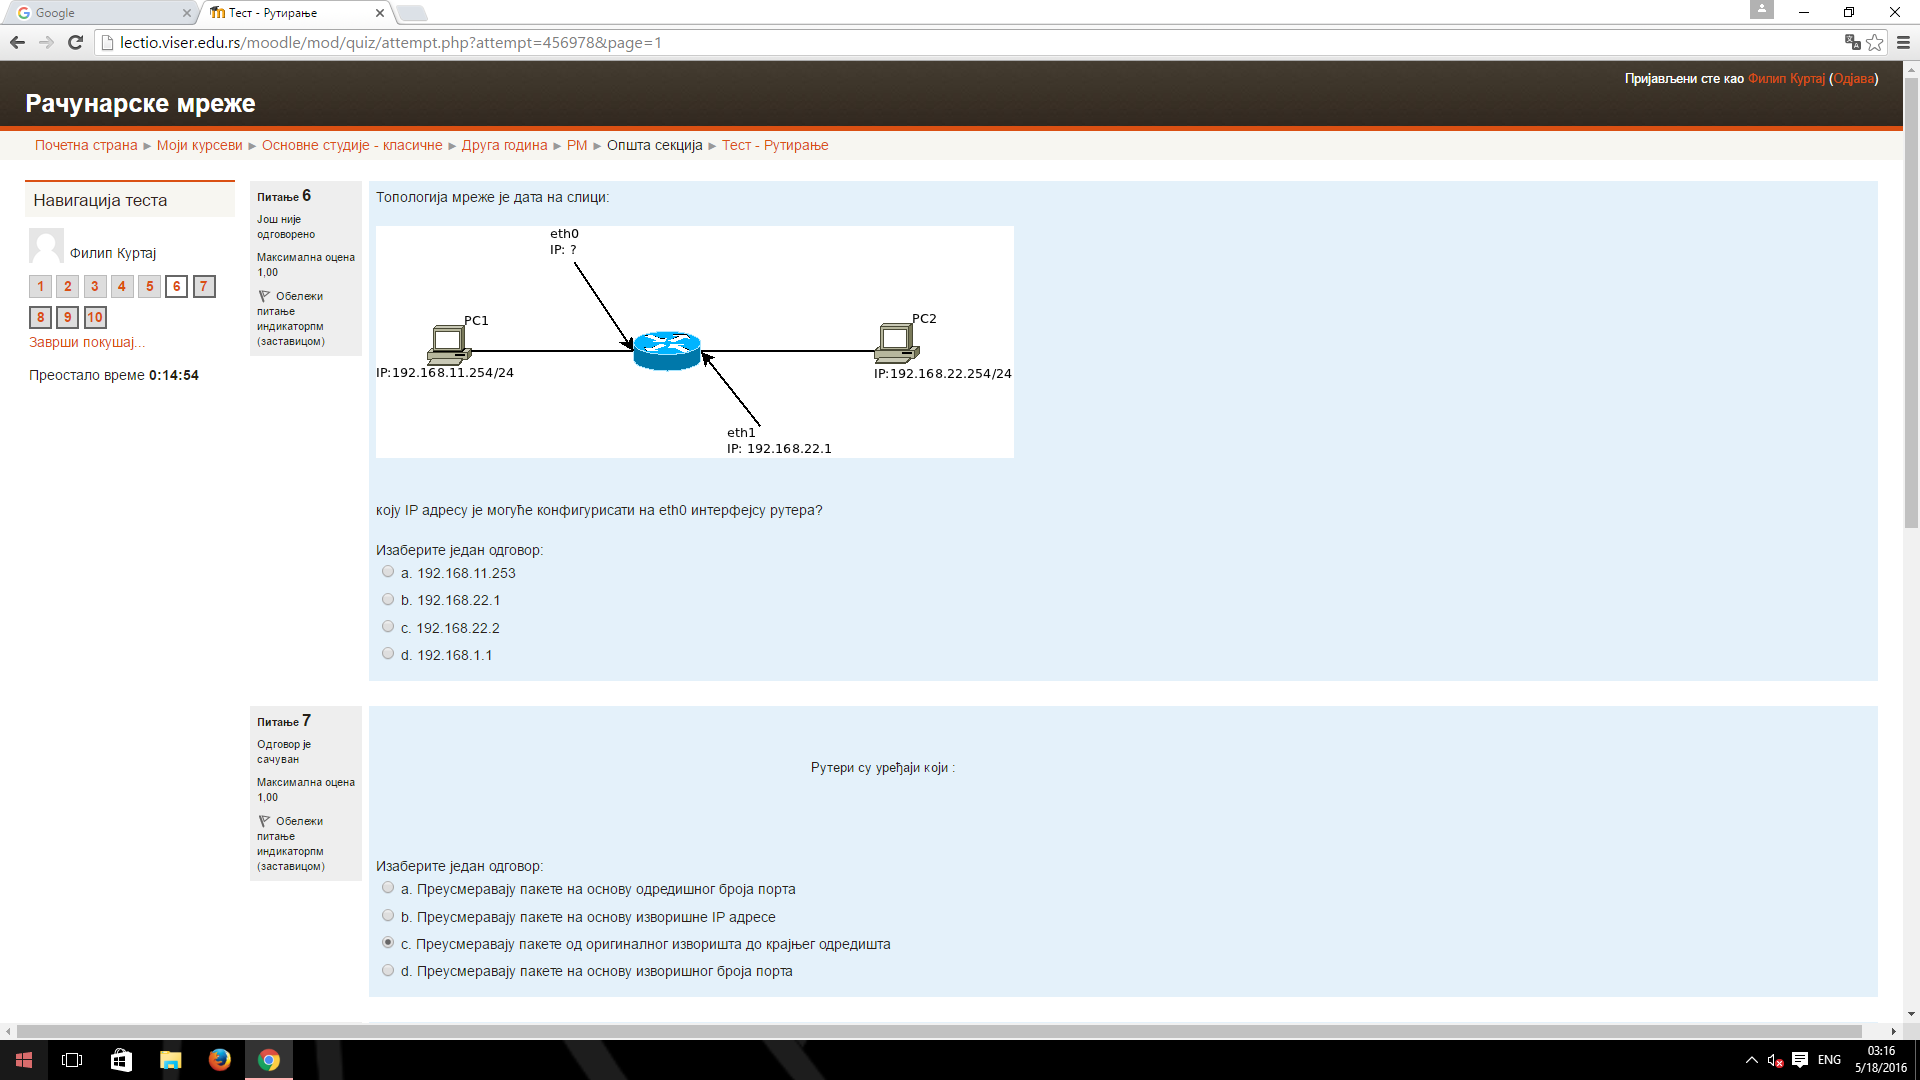 Google
Тест - Рутирање
lectio.viser.edu.rs/moodle/mod/quiz/attempt.php?attempt=456978&page=1
Пријављени сте као Филип Куртај (Одјава)
Рачунарске мреже
Почетна страна ► Моји курсеви ► Основне студије - класичне ► Друга година ► РМ ► Општа секција ► Тест - Рутирање
Навигација теста
Филип Куртај
1 2 3 4 5 6 7
8 9 10
Заврши покушај...
Преостало време 0:14:54
Питање 6
Још није
одговорено
Максимална оцена
1,00
Обележи
питање
индикаторпм
(заставицом)
Топологија мреже је дата на слици:
eth0
IP: ?
PC1
PC2
IP:192.168.11.254/24
IP:192.168.22.254/24
eth1
IP: 192.168.22.1
коју IP адресу је могуће конфигурисати на eth0 интерфејсу рутера?
Изаберите један одговор:
a. 192.168.11.253
b. 192.168.22.1
c. 192.168.22.2
d. 192.168.1.1
Питање 7
Одговор је
сачуван
Максимална оцена
1,00
Обележи
питање
индикаторпм
(заставицом)
Рутери су уређаји који :
Изаберите један одговор:
a. Преусмеравају пакете на основу одредишног броја порта
b. Преусмеравају пакете на основу изворишне IP адресе
c. Преусмеравају пакете од оригиналног изворишта до крајњег одредишта
d. Преусмеравају пакете на основу изворишног броја порта
ENG
03:16
5/18/2016